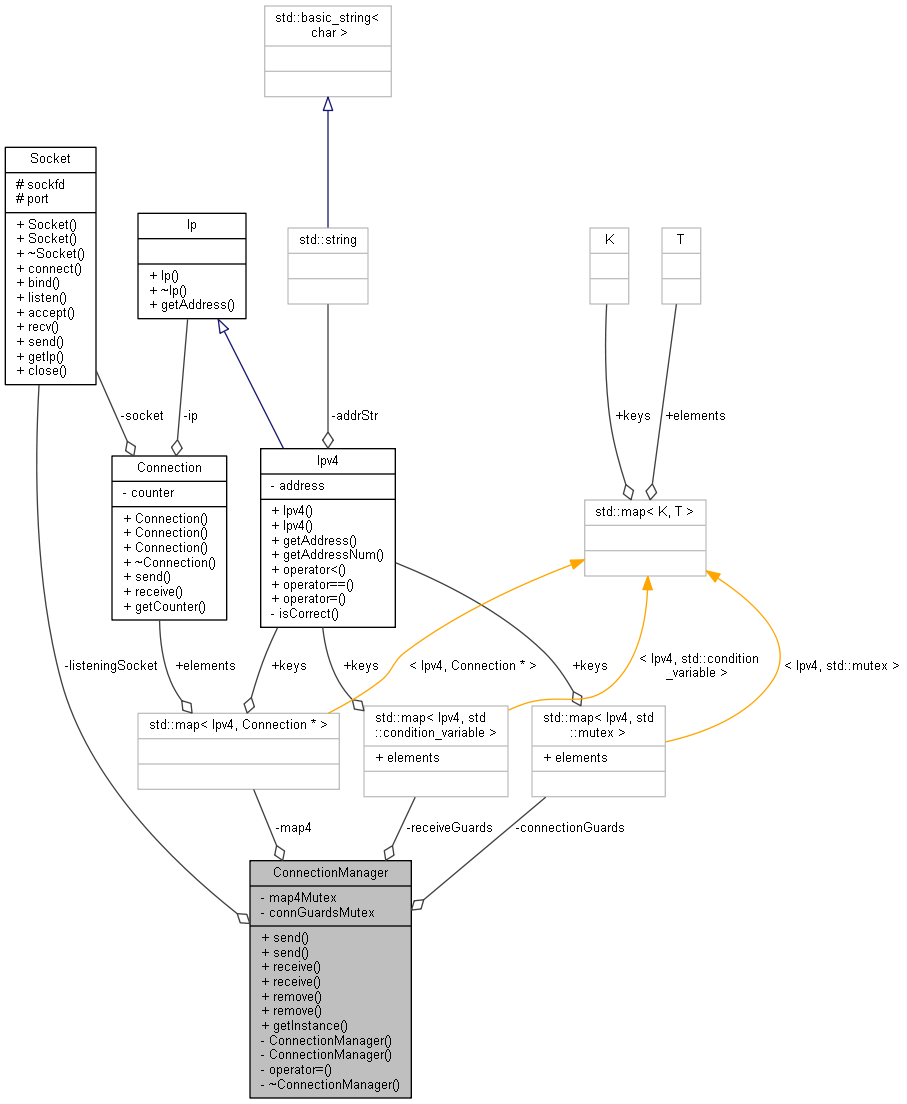 std::basic_string<
char >
Socket
# sockfd
# port
+ Socket()
+ Socket()
+ ~Socket()
+ connect()
+ bind()
+ listen()
+ accept()
+ recv()
+ send()
+ getIp()
+ close()
Ip
+ Ip()
+ ~Ip()
+ getAddress()
std::string
K
T
-socket
-ip
-addrStr
+keys
+elements
Connection
- counter
+ Connection()
+ Connection()
+ Connection()
+ ~Connection()
+ send()
+ receive()
+ getCounter()
Ipv4
- address
+ Ipv4()
+ Ipv4()
+ getAddress()
+ getAddressNum()
+ operator<()
+ operator==()
+ operator=()
- isCorrect()
std::map< K, T >
-listeningSocket
+elements
+keys
+keys
< Ipv4, Connection * >
+keys
< Ipv4, std::condition
_variable >
< Ipv4, std::mutex >
std::map< Ipv4, Connection * >
std::map< Ipv4, std
::condition_variable >
+ elements
std::map< Ipv4, std
::mutex >
+ elements
-map4
-receiveGuards
-connectionGuards
ConnectionManager
- map4Mutex
- connGuardsMutex
+ send()
+ send()
+ receive()
+ receive()
+ remove()
+ remove()
+ getInstance()
- ConnectionManager()
- ConnectionManager()
- operator=()
- ~ConnectionManager()